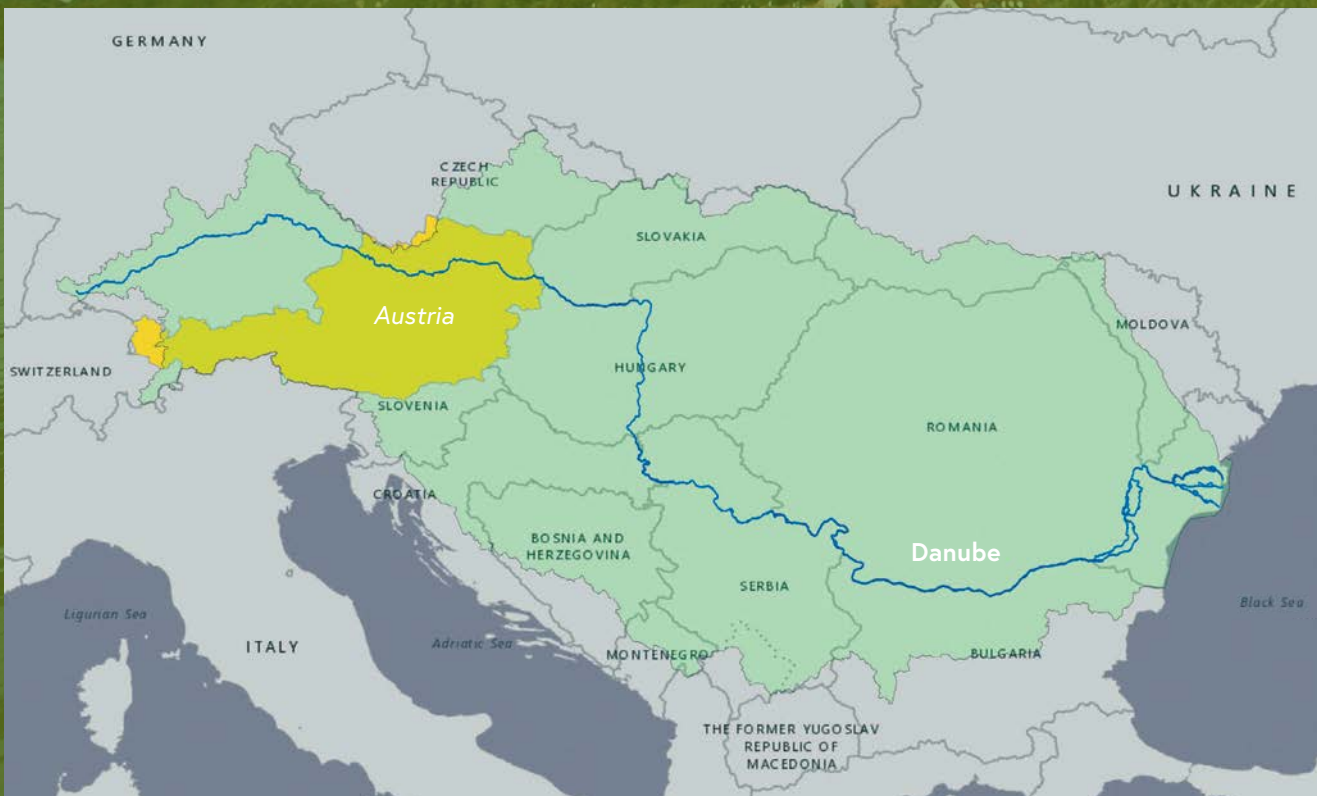 GERMANY
CZECH
REPUBLIC
UKRAINE
SLOVAKIA
Austria
MOLDOVA
SWITZERLAND
HUNGARY
SLOVENIA
ROMANIA
CROATIA
BOSNIA AND
HERZEGOVINA
Danube
SERBIA
Black Sea
Ligurian Sea
ITALY
Adriatic Sea
MONTENEGRO
BULGARIA
THE FORMER YUGOSLAV
REPUBLIC OF
MACEDONIA